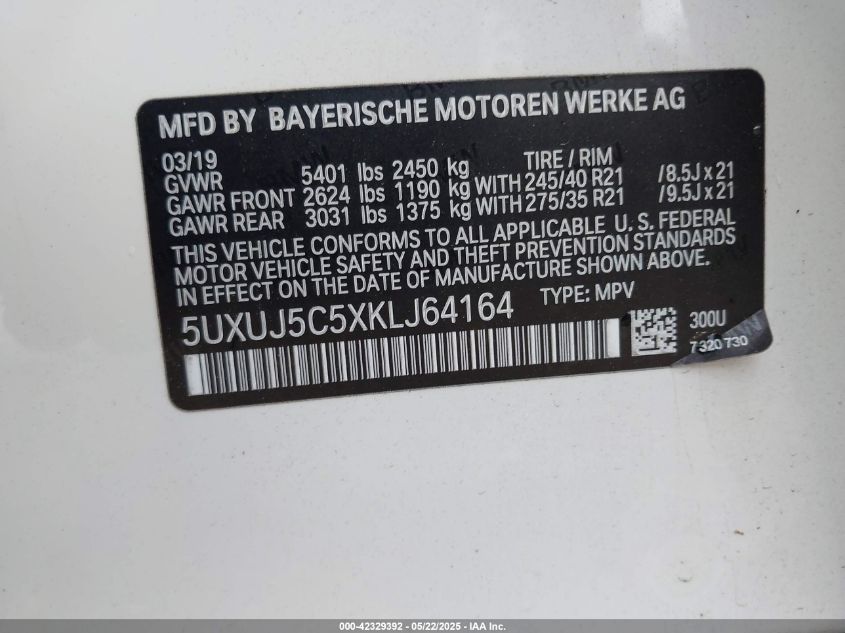 MFD BY BAYERISCHE MOTOREN WERKE AG
03/19 TIRE / RIM
GVWR 5401 lbs 2450 kg
GAWR FRONT 2624 lbs 1190 kg WITH 245/40 R21 /8.5J x 21
GAWR REAR 3031 lbs 1375 kg WITH 275/35 R21 /9.5J x 21
THIS VEHICLE CONFORMS TO ALL APPLICABLE U. S. FEDERAL
MOTOR VEHICLE SAFETY AND THEFT PREVENTION STANDARDS
IN EFFECT ON THE DATE OF MANUFACTURE SHOWN ABOVE.
5UXUJ5C5XKLJ64164 TYPE: MPV
300U
7320730
000-42329392 - 05/22/2025 - IAA Inc.